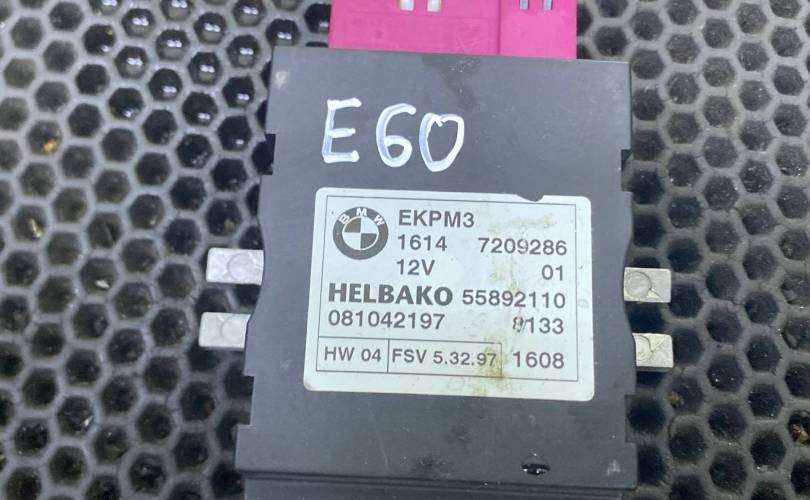 E60
BMW
EKPM3
1614 7209286
12V 01
HELBAKO 55892110
081042197 8133
HW 04 FSV 5.32.97 1608